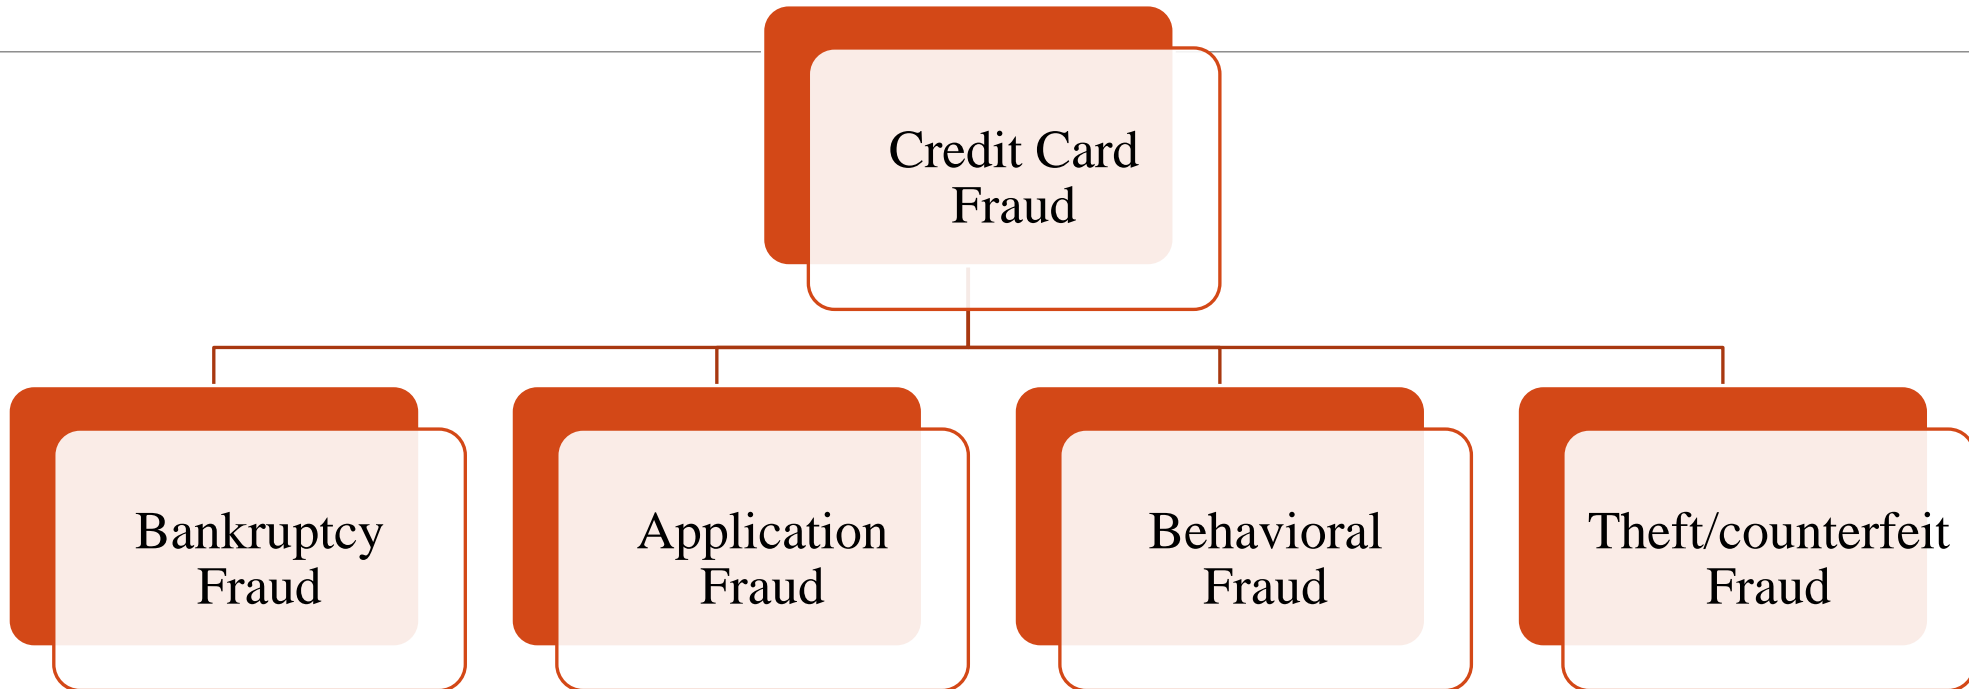 Credit Card
Fraud
Bankruptcy
Fraud
Application
Fraud
Behavioral
Fraud
Theft/counterfeit
Fraud